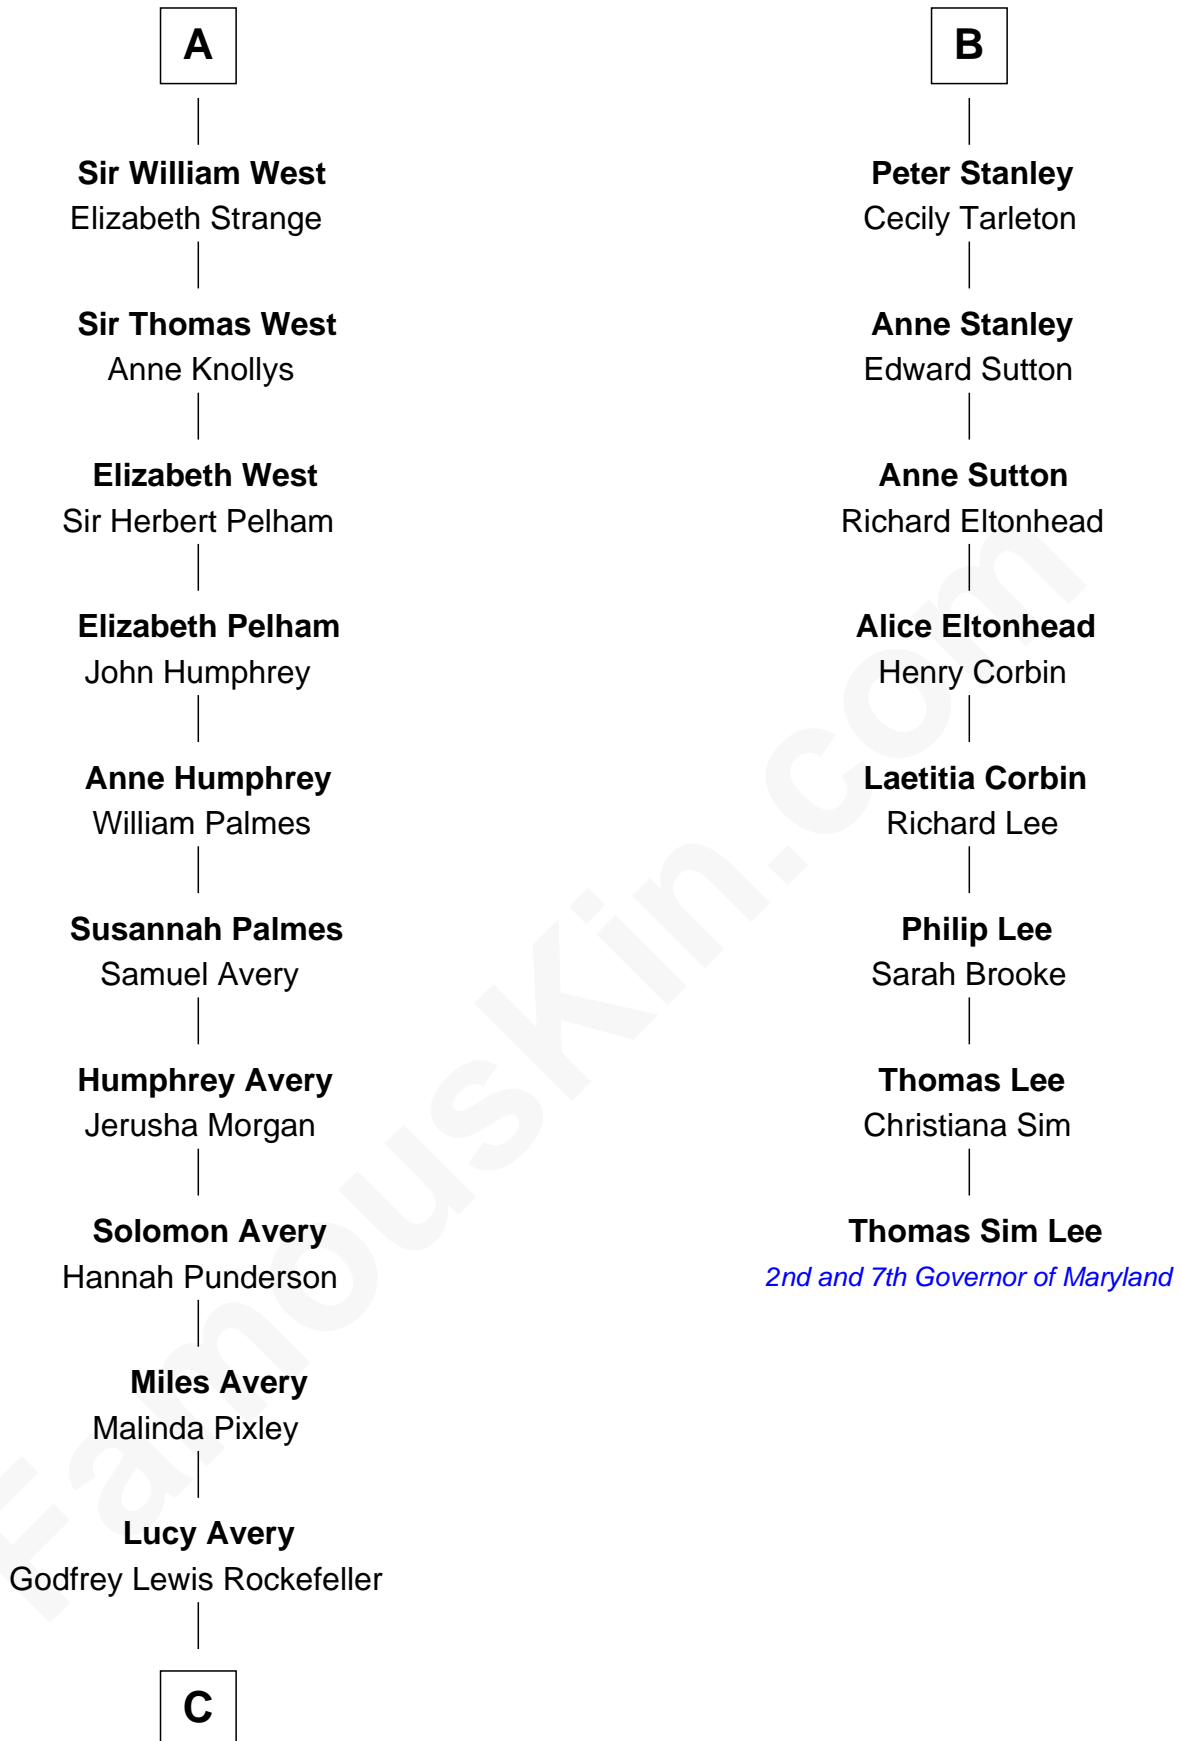 A
Sir William West
Elizabeth Strange
Sir Thomas West
Anne Knollys
Elizabeth West
Sir Herbert Pelham
Elizabeth Pelham
John Humphrey
Anne Humphrey
William Palmes
Susannah Palmes
Samuel Avery
Humphrey Avery
Jerusha Morgan
Solomon Avery
Hannah Punderson
Miles Avery
Malinda Pixley
Lucy Avery
Godfrey Lewis Rockefeller
C
B
Peter Stanley
Cecily Tarleton
Anne Stanley
Edward Sutton
Anne Sutton
Richard Eltonhead
Alice Eltonhead
Henry Corbin
Laetitia Corbin
Richard Lee
Philip Lee
Sarah Brooke
Thomas Lee
Christiana Sim
Thomas Sim Lee
2nd and 7th Governor of Maryland
FamousKin.com